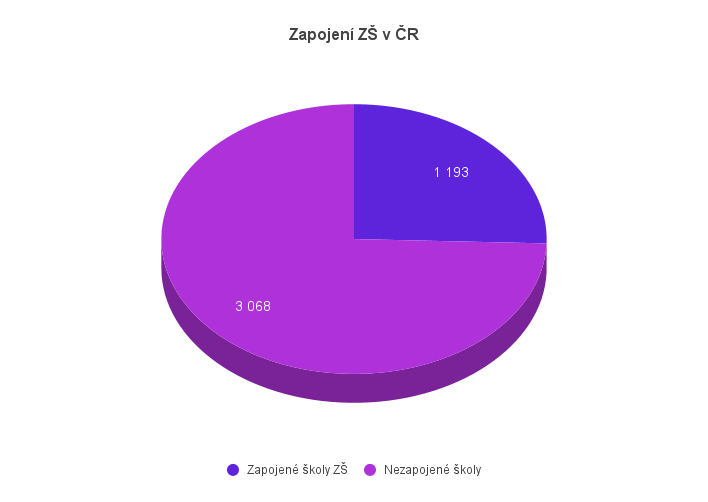 Zapojení ZŠ v ČR
1 193
3 068
Zapojené školy ZŠ
Nezapojené školy